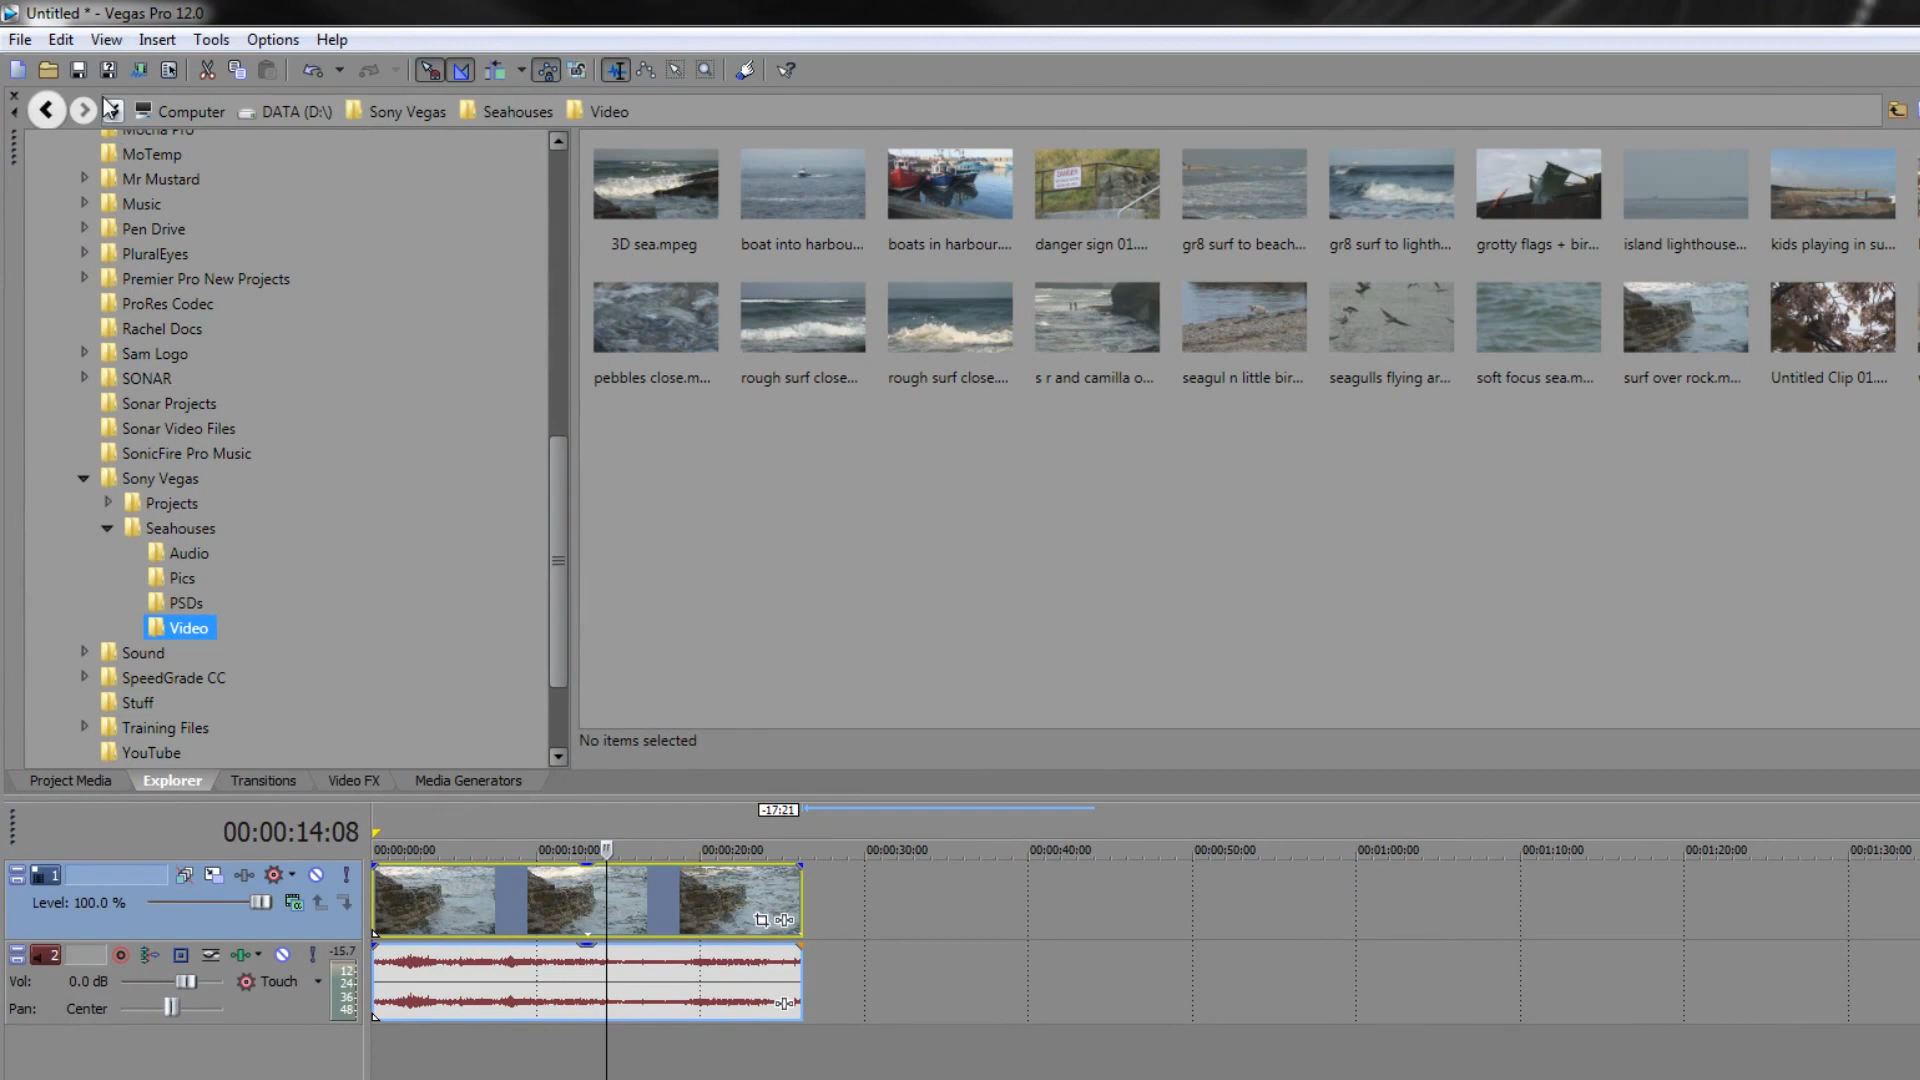 Untitled * - Vegas Pro 12.0
File Edit View Insert Tools Options Help
Computer DATA (D:\) Sony Vegas Seahouses Video
Mocha Pro
MoTemp
Mr Mustard
Music
Pen Drive
PluralEyes
Premier Pro New Projects
ProRes Codec
Rachel Docs
Sam Logo
SONAR
Sonar Projects
Sonar Video Files
SonicFire Pro Music
Sony Vegas
Projects
Seahouses
Audio
Pics
PSDs
Video
Sound
SpeedGrade CC
Stuff
Training Files
YouTube
DANGER
3D sea.mpeg boat into harbou... boats in harbour.... danger sign 01.... gr8 surf to beach... gr8 surf to lighth... grotty flags + bir... island lighthouse... kids playing in su...
pebbles close.m... rough surf close... rough surf close.... s r and camilla o... seagul n little bir... seagulls flying ar... soft focus sea.m... surf over rock.m... Untitled Clip 01....
No items selected
Project Media Explorer Transitions Video FX Media Generators
-17:21
00:00:14:08
00:00:00:00 00:00:10:00 00:00:20:00 00:00:30:00 00:00:40:00 00:00:50:00 00:01:00:00 00:01:10:00 00:01:20:00 00:01:30:00
1
Level: 100.0 %
2 -15.7
Vol: 0.0 dB Touch
Pan: Center
12
24
36
48